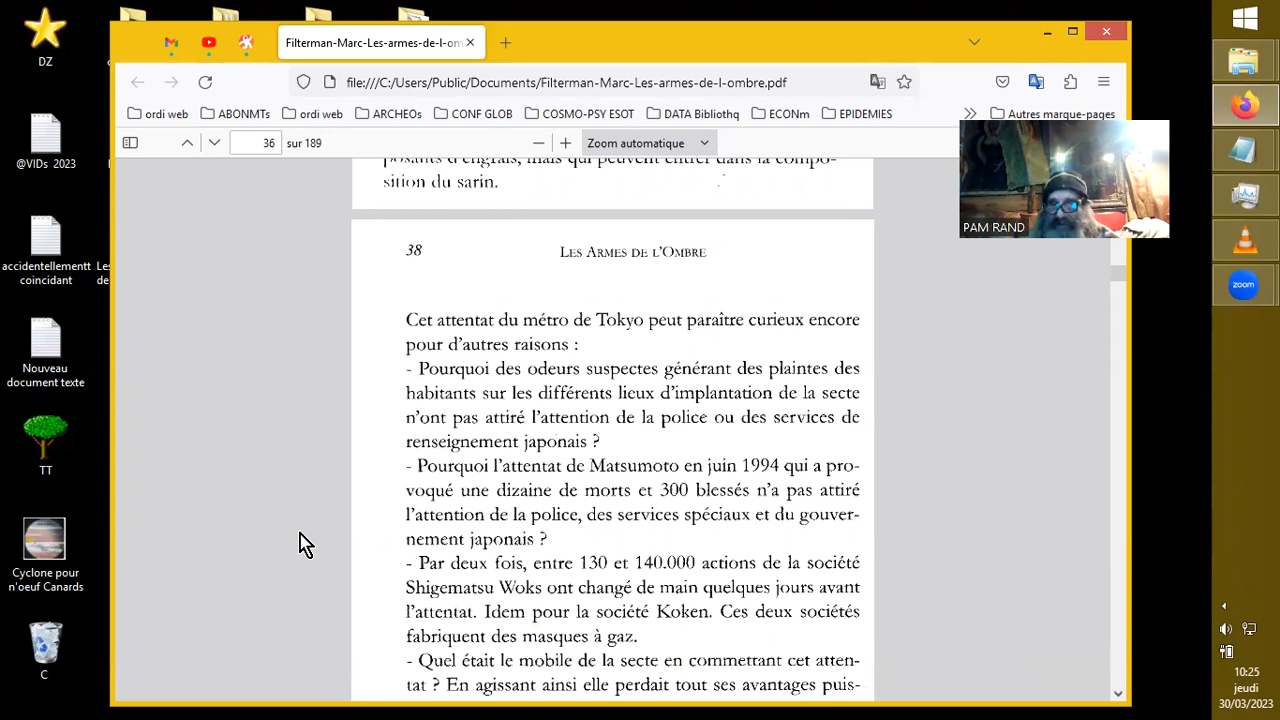 DZ
@VIDs 2023
accidentellementt
coincidant
Nouveau
document texte
TT
Cyclone pour
n'oeuf Canards
C
Filterman-Marc-Les-armes-de-l-om
file:///C:/Users/Public/Documents/Filterman-Marc-Les-armes-de-l-ombre.pdf
ordi web
ABONMTs
ARCHEOs
ordi web
CONF GLOB
COSMO-PSY ESOT
DATA Bibliothq
ECONm
EPIDEMIES
Autres marque-pages
36 sur 189
Zoom automatique
posants d'engrais, mais qui peuvent entrer dans la compo-
sition du sarin.
38 LES ARMES DE L'OMBRE
Cet attentat du métro de Tokyo peut paraître curieux encore
pour d'autres raisons :
- Pourquoi des odeurs suspectes générant des plaintes des
habitants sur les différents lieux d'implantation de la secte
n'ont pas attiré l'attention de la police ou des services de
renseignement japonais ?
- Pourquoi l'attentat de Matsumoto en juin 1994 qui a pro-
voqué une dizaine de morts et 300 blessés n'a pas attiré
l'attention de la police, des services spéciaux et du gouver-
nement japonais ?
- Par deux fois, entre 130 et 140.000 actions de la société
Shigematsu Woks ont changé de main quelques jours avant
l'attentat. Idem pour la société Koken. Ces deux sociétés
fabriquent des masques à gaz.
- Quel était le mobile de la secte en commettant cet atten-
tat ? En agissant ainsi elle perdait tout ses avantages puis-
PAM RAND
zoom
10:25
jeudi
30/03/2023